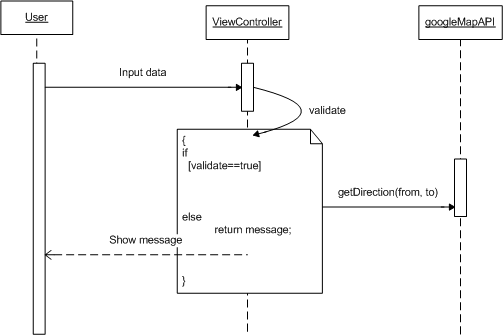 User
ViewController
googleMapAPI
Input data
validate
{
if
[validate==true]
getDirection(from, to)
else
return message;
Show message
}